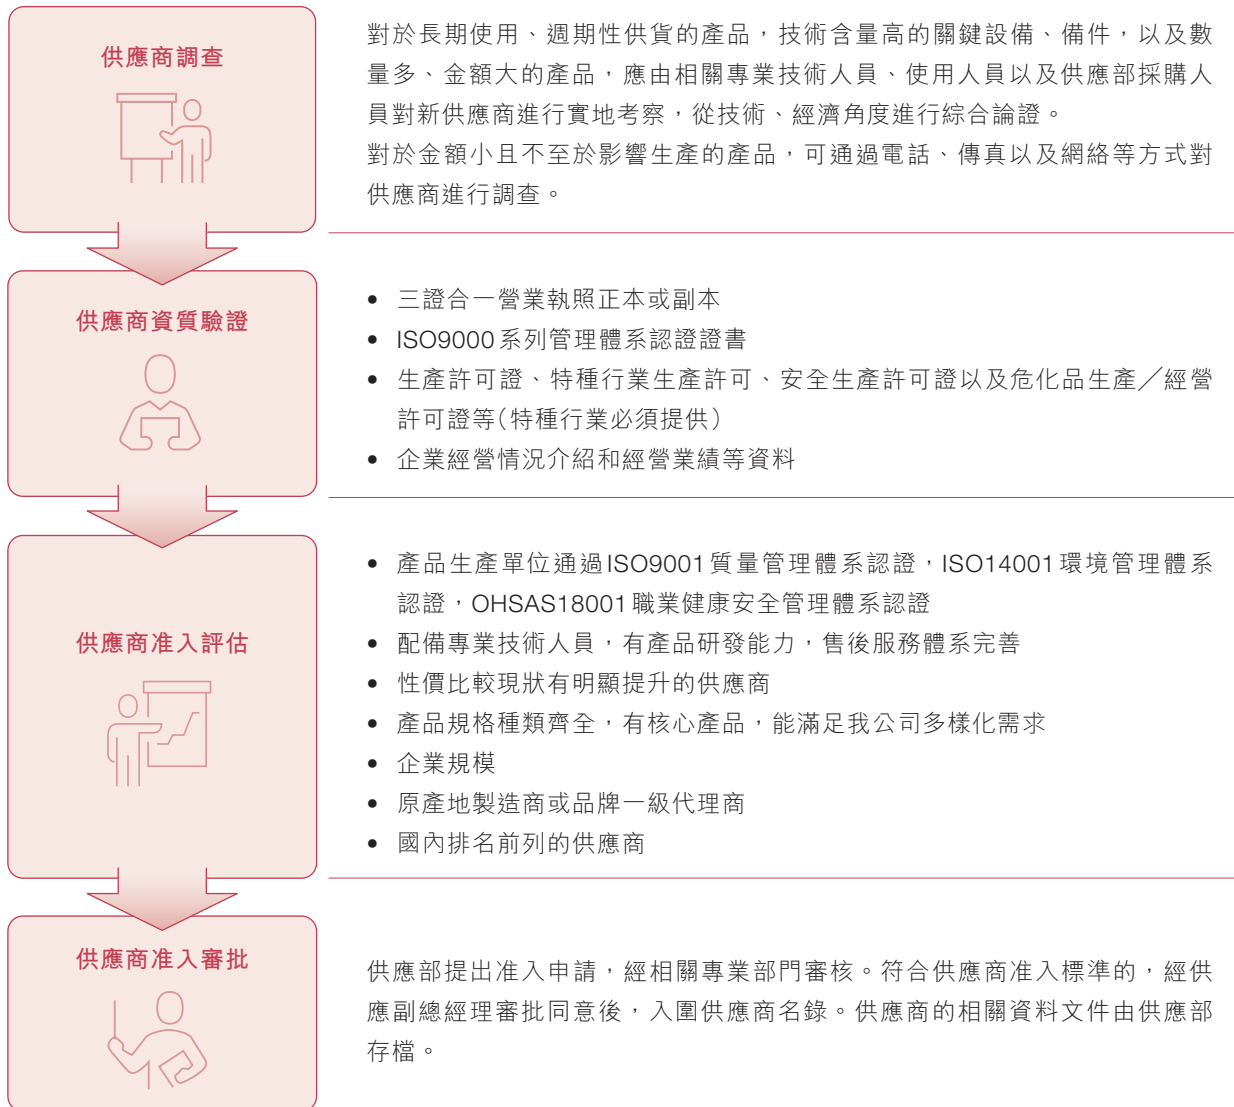 供應商調查
對於長期使用、週期性供貨的產品，技術含量高的關鍵設備、備件，以及數
量多、金額大的產品，應由相關專業技術人員、使用人員以及供應部採購人
員對新供應商進行實地考察，從技術、經濟角度進行綜合論證。
對於金額小且不至於影響生產的產品，可通過電話、傳真以及網絡等方式對
供應商進行調查。
供應商資質驗證
• 三證合一營業執照正本或副本
• ISO9000系列管理體系認證證書
• 生產許可證、特種行業生產許可、安全生產許可證以及危化品生產／經營
許可證等（特種行業必須提供）
• 企業經營情況介紹和經營業績等資料
供應商准入評估
• 產品生產單位通過ISO9001質量管理體系認證，ISO14001環境管理體系
認證，OHSAS18001職業健康安全管理體系認證
• 配備專業技術人員，有產品研發能力，售後服務體系完善
• 性價比較現狀有明顯提升的供應商
• 產品規格種類齊全，有核心產品，能滿足我公司多樣化需求
• 企業規模
• 原產地製造商或品牌一級代理商
• 國內排名前列的供應商
供應商准入審批
供應部提出准入申請，經相關專業部門審核。符合供應商准入標準的，經供
應副總經理審批同意後，入圍供應商名錄。供應商的相關資料文件由供應部
存檔。